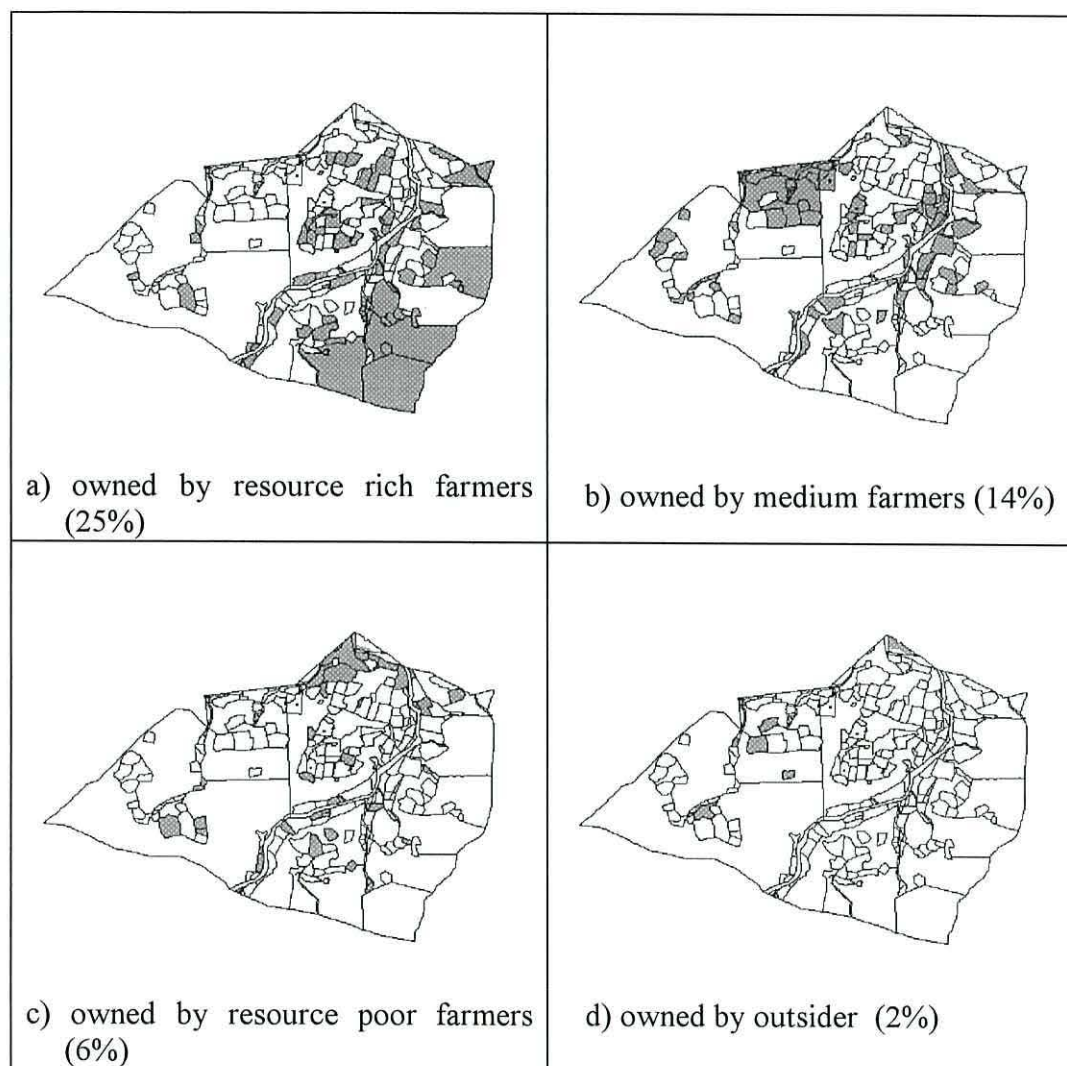 a) owned by resource rich farmers
(25%)
b) owned by medium farmers (14%)
c) owned by resource poor farmers
(6%)
d) owned by outsider (2%)